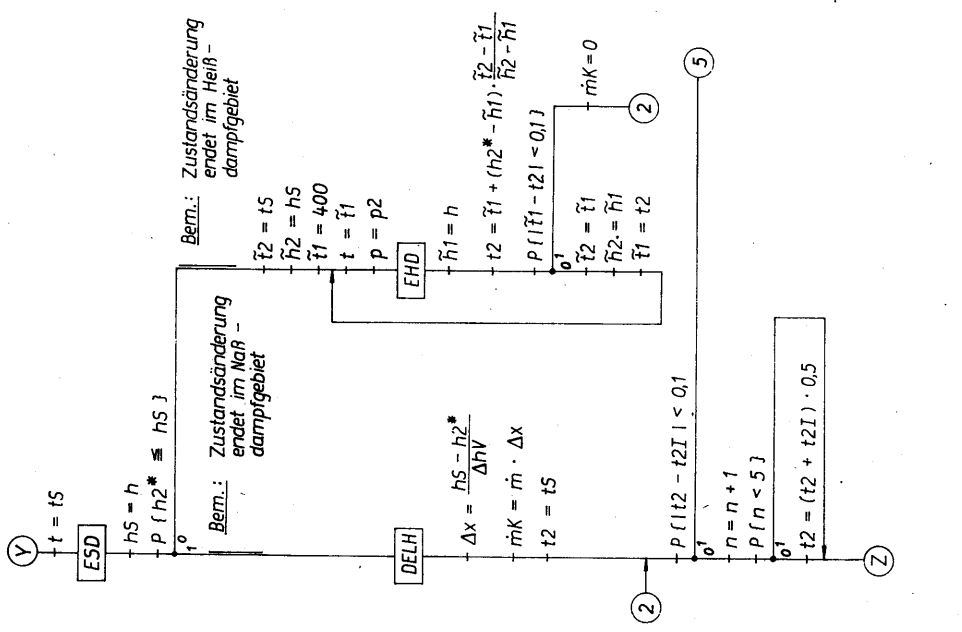 Y
t = tS
ESD
hS = h
P { h2* ≦ hS }
1 0
Bem.: Zustandsänderung
endet im Naß –
dampfgebiet
DELH
Δx = (hS – h2*) / ΔhV
ṁK = ṁ · Δx
t2 = tS
2
P { |t2 – t2I| < 0,1
0 1
5
n = n + 1
P { n < 5 }
0 1
t2 = (t2 + t2I) · 0,5
Z
Bem.: Zustandsänderung
endet im Heiß –
dampfgebiet
t̃2 = tS
h̃2 = hS
t̃1 = 400
t = t̃1
p = p2
EHD
h̃1 = h
t2 = t̃1 + (h2* – h̃1) · (t̃2 – t̃1) / (h̃2 – h̃1)
P { |t̃1 – t2| < 0,1 }
0 1
ṁK = 0
2
t̃2 = t̃1
h̃2 = h̃1
t̃1 = t2